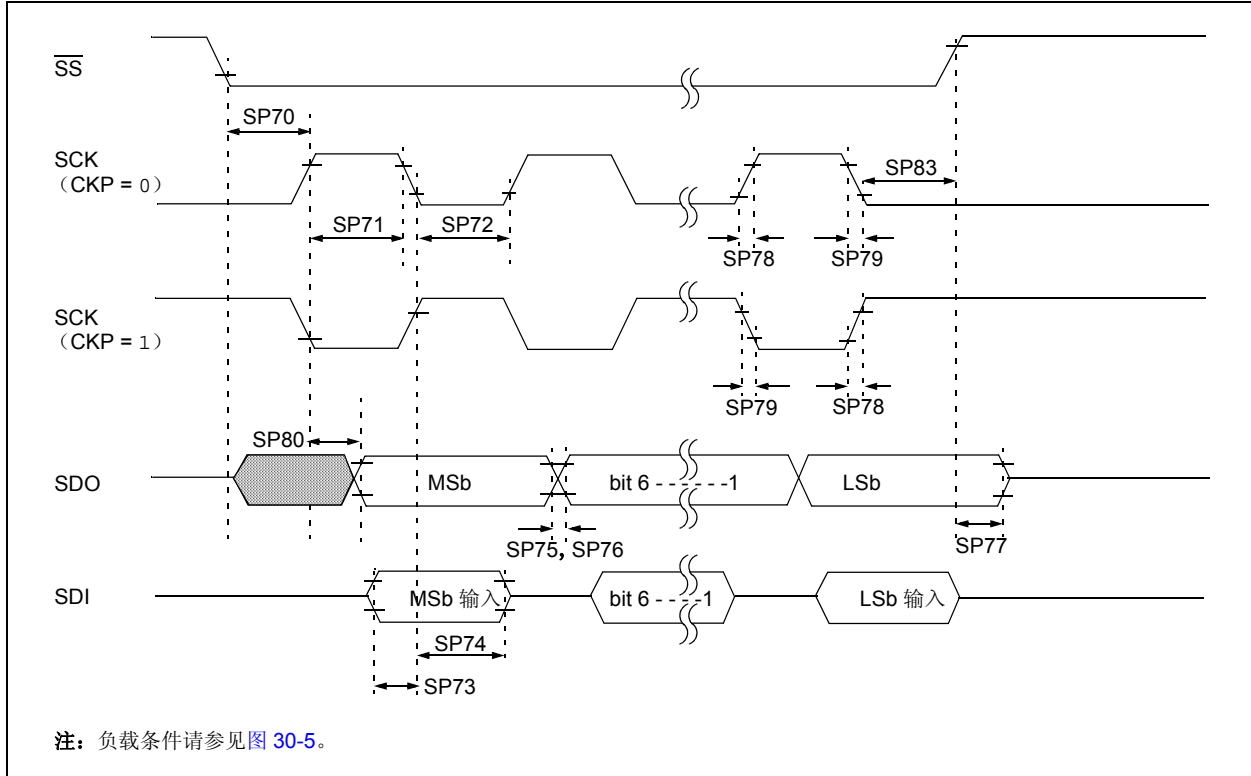 SS
SP70
SCK
（CKP = 0）
SP83
SP71
SP72
SP78
SP79
SCK
（CKP = 1）
SP79
SP78
SP80
SDO
MSb
bit 6 - - - - - -1
LSb
SP75, SP76
SP77
SDI
MSb 输入
bit 6 - - - -1
LSb 输入
SP74
SP73
注：负载条件请参见图 30-5。